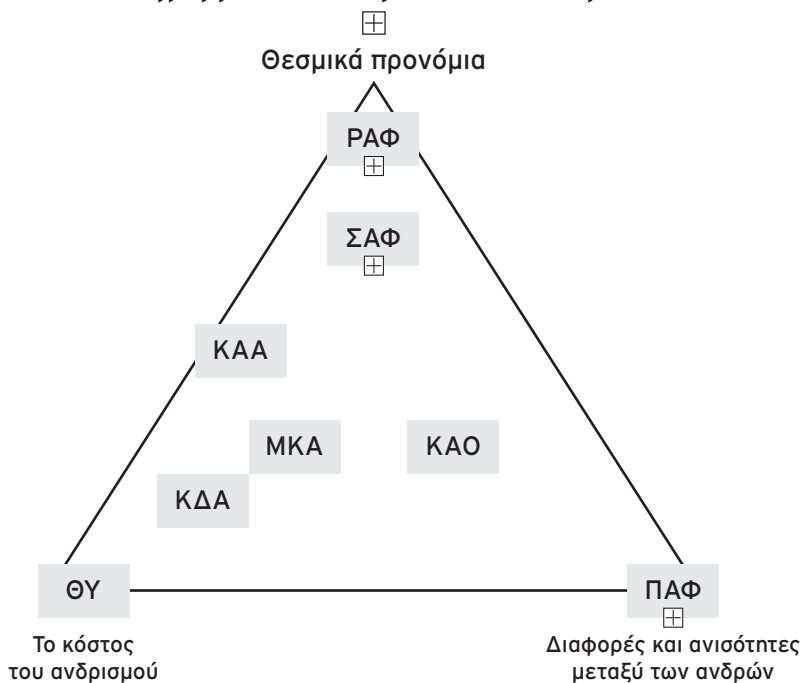 Θεσμικά προνόμια
ΡΑΦ
ΣΑΦ
ΚΑΑ
ΜΚΑ
ΚΑΟ
ΚΔΑ
ΘΥ
ΠΑΦ
Το κόστος
του ανδρισμού
Διαφορές και ανισότητες
μεταξύ των ανδρών